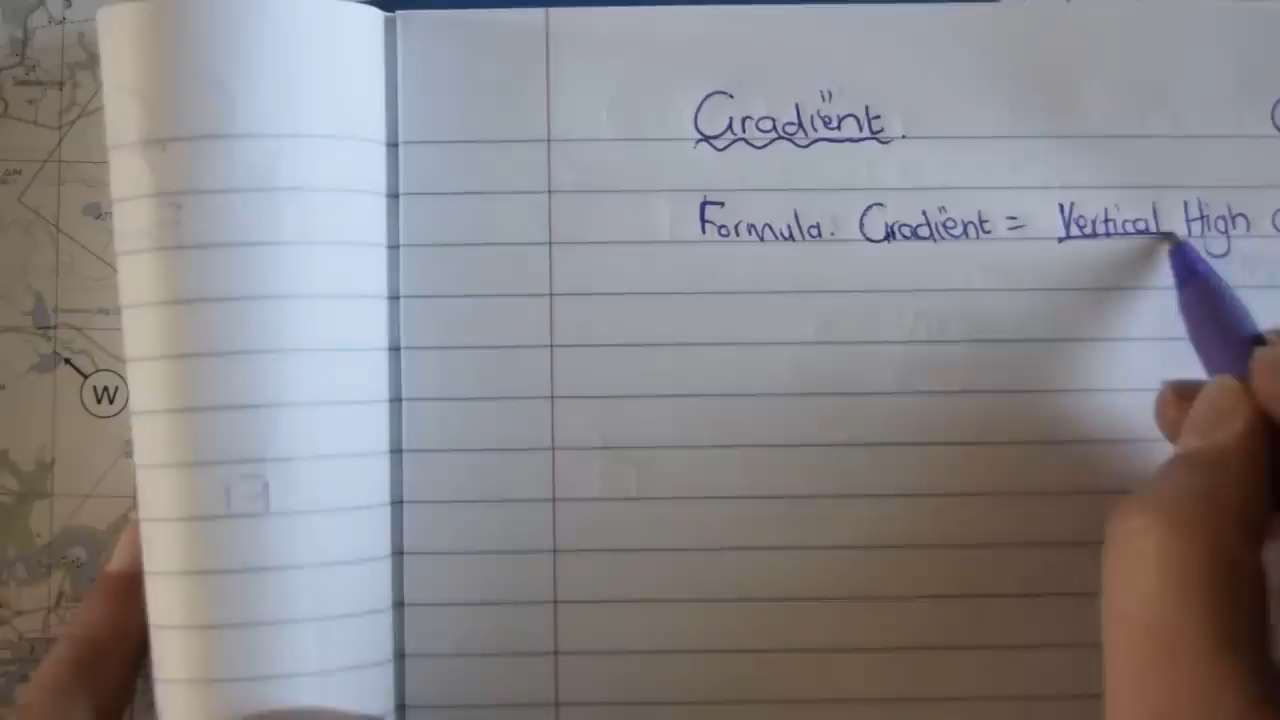 Gradient.
Formula. Gradient = Vertical High
W